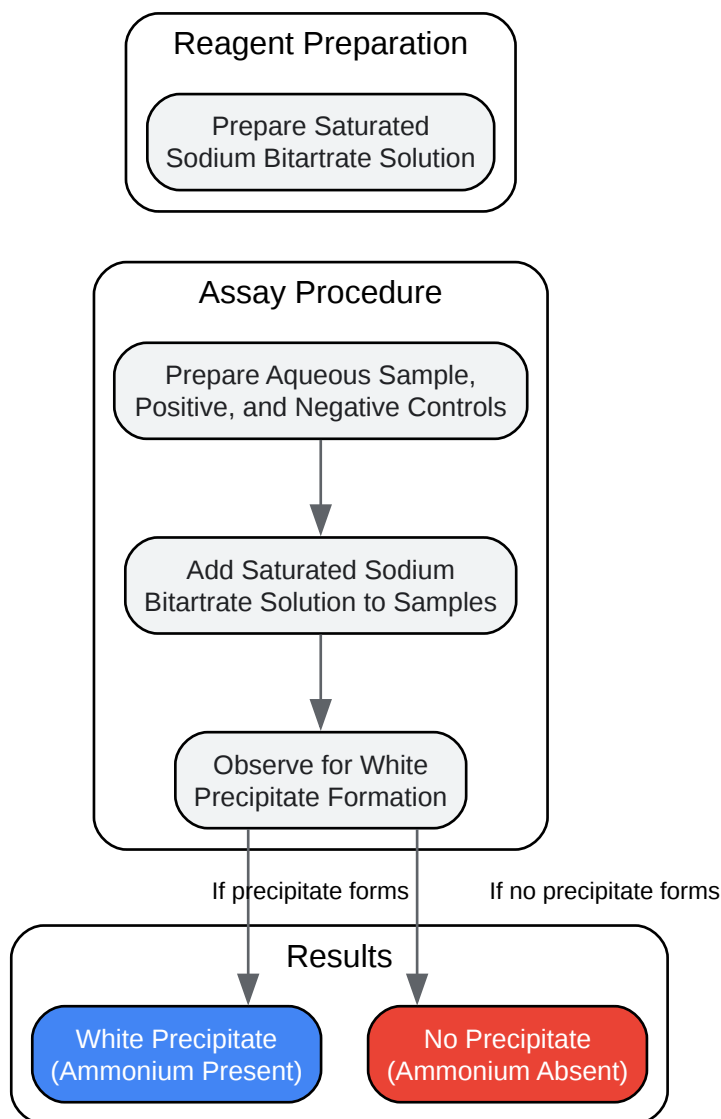 Reagent Preparation
Prepare Saturated
Sodium Bitartrate Solution
Assay Procedure
Prepare Aqueous Sample,
Positive, and Negative Controls
Add Saturated Sodium
Bitartrate Solution to Samples
Observe for White
Precipitate Formation
If precipitate forms
If no precipitate forms
Results
White Precipitate
(Ammonium Present)
No Precipitate
(Ammonium Absent)